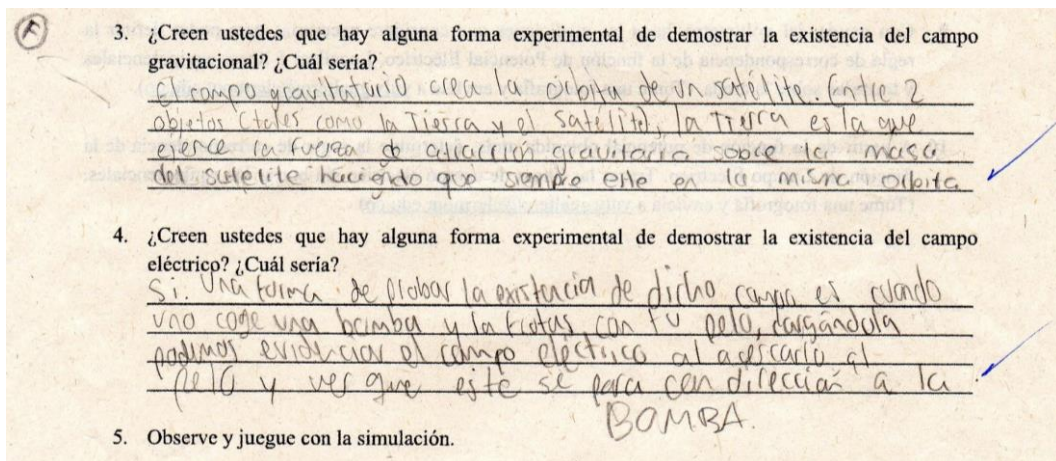 F
3. ¿Creen ustedes que hay alguna forma experimental de demostrar la existencia del campo
gravitacional? ¿Cuál sería?
El campo gravitatario crea la orbita de un satélite. Entre 2
objetos (tales como la Tierra y el satélite), la Tierra es la que
ejerce la fuerza de atracción gravitatoria sobre la masa
del satelite haciendo que siempre esté en la misma orbita
4. ¿Creen ustedes que hay alguna forma experimental de demostrar la existencia del campo
eléctrico? ¿Cuál sería?
Si. Una forma de probar la existencia de dicho campo es cuando
uno coge una bomba y la frotas con tu pelo, cargándola
podemos evidenciar el campo eléctrico al acercarlo al
pelo y ver que este se para con dirección a la
BOMBA.
5. Observe y juegue con la simulación.